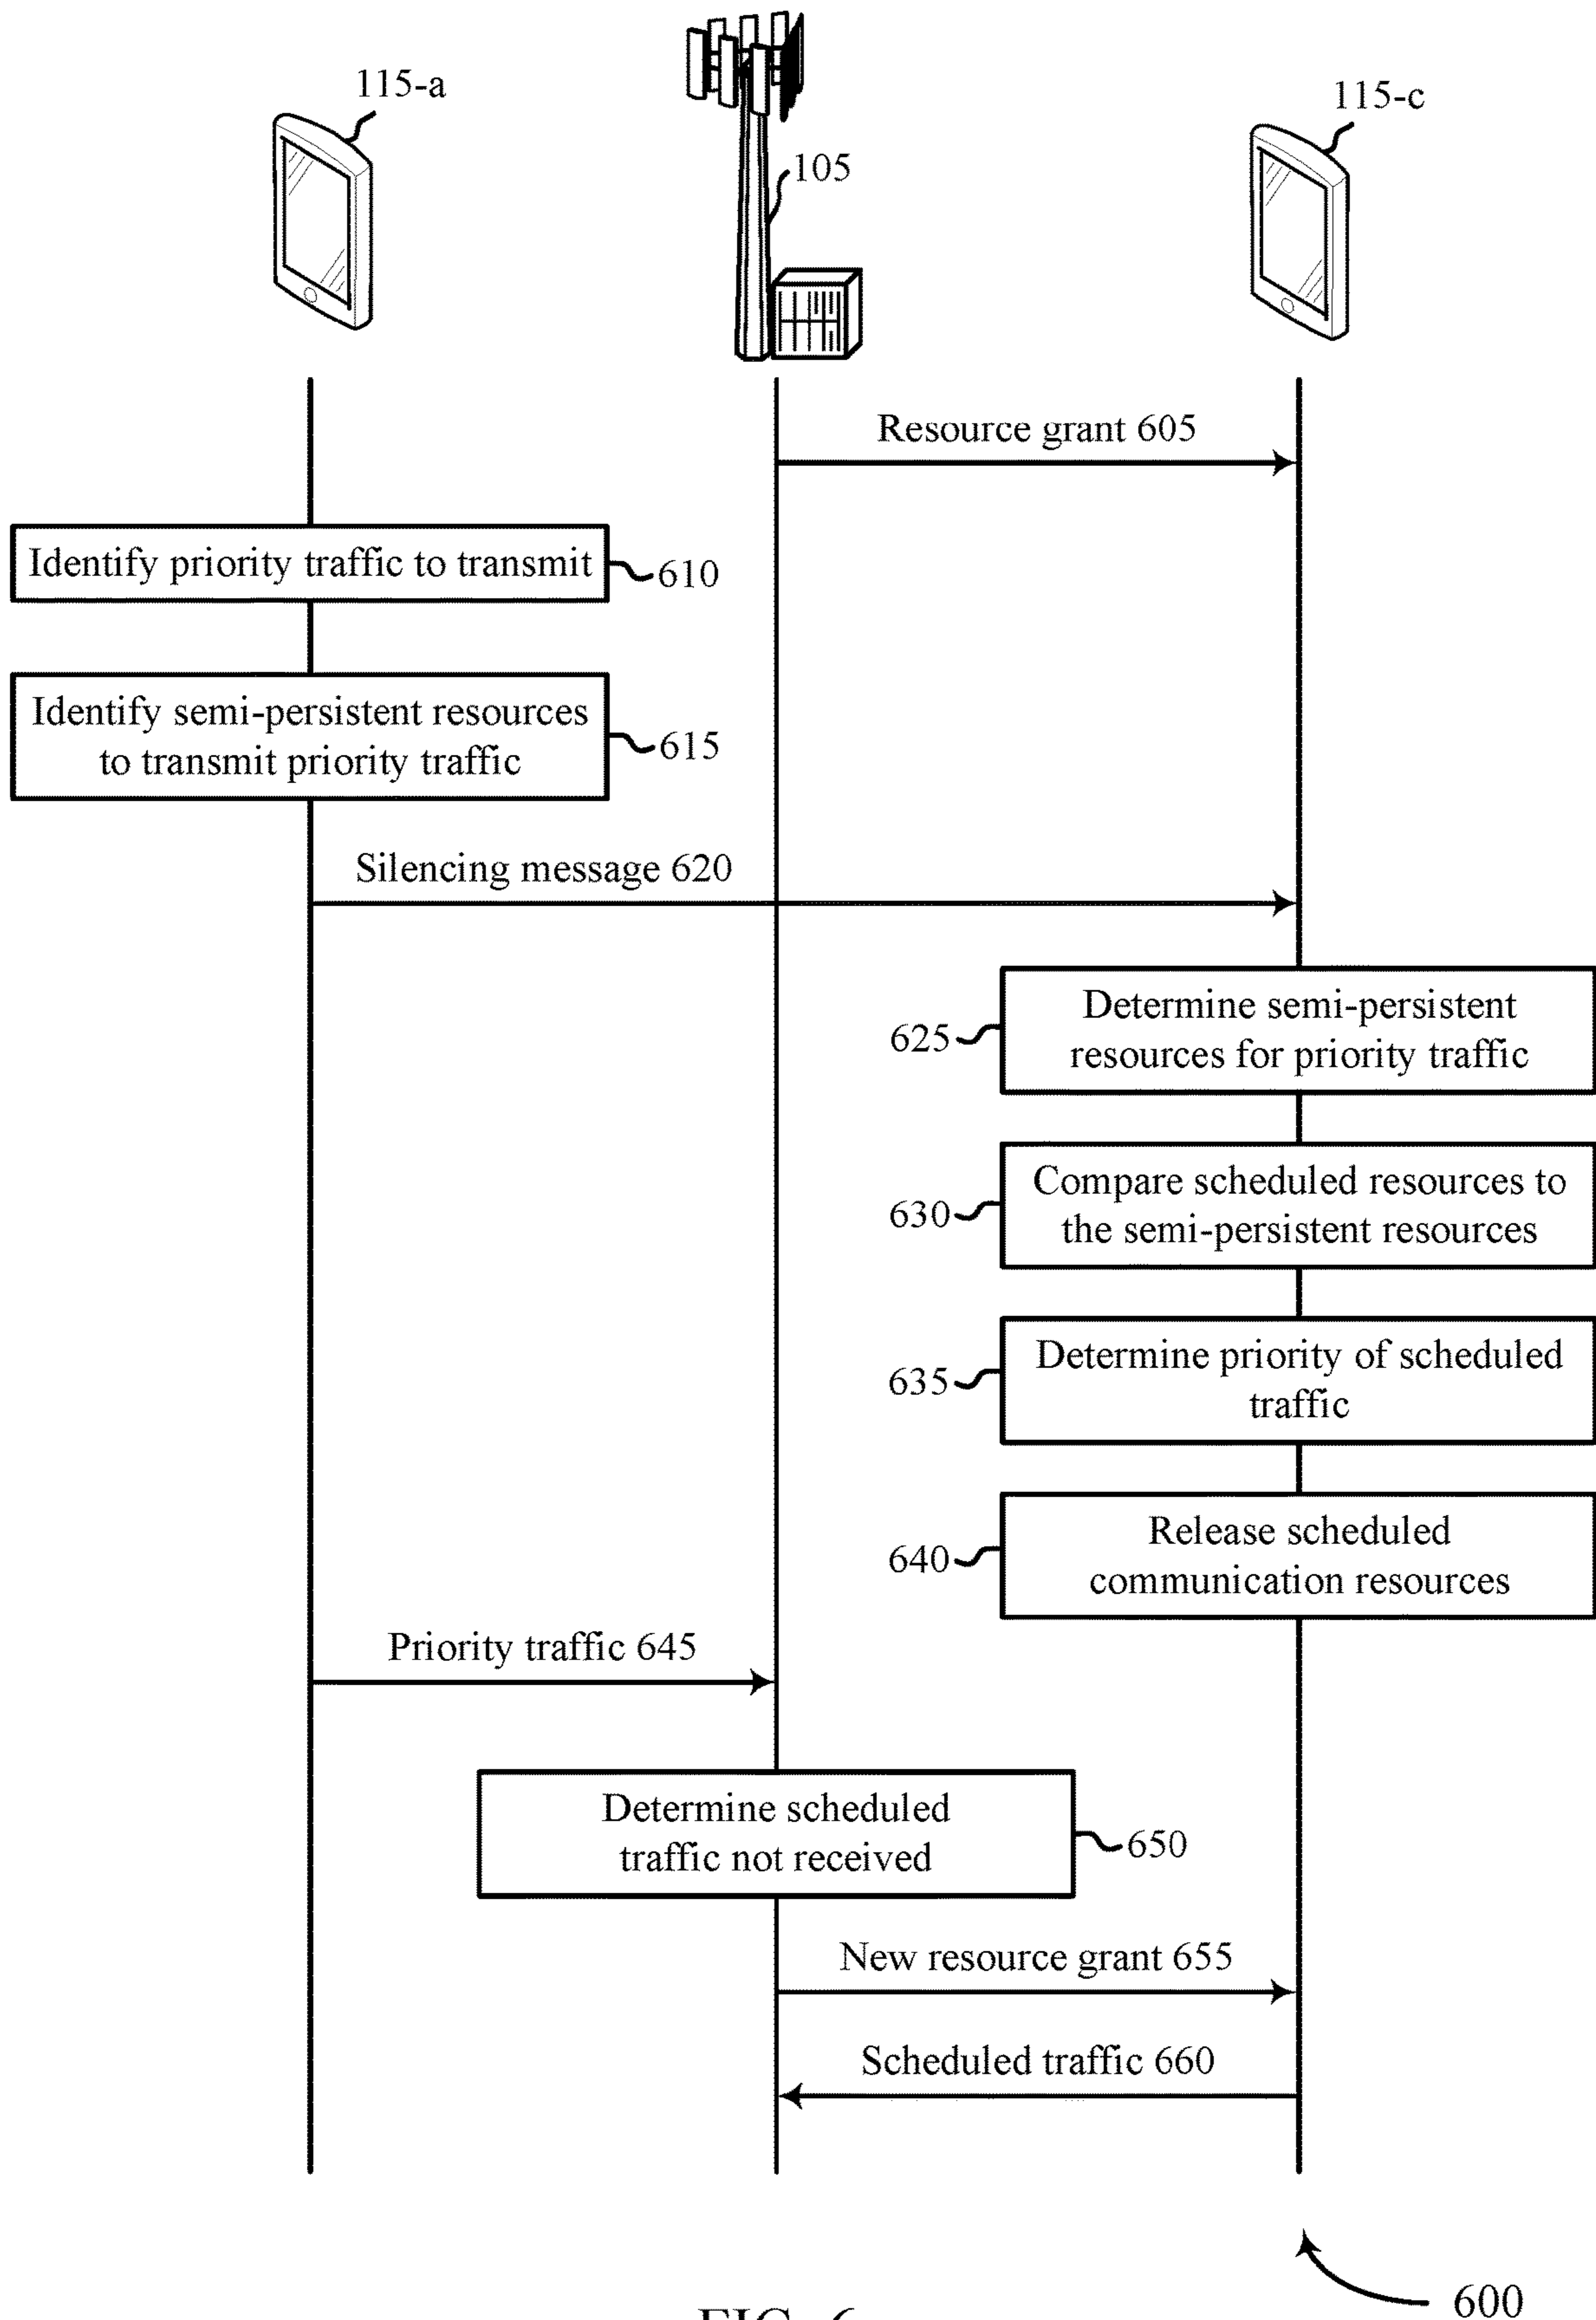 115-a
115-c
105
Resource grant 605
Identify priority traffic to transmit
610
Identify semi-persistent resources
to transmit priority traffic
615
Silencing message 620
Determine semi-persistent
resources for priority traffic
625
Compare scheduled resources to
the semi-persistent resources
630
Determine priority of scheduled
traffic
635
Release scheduled
communication resources
640
Priority traffic 645
Determine scheduled
traffic not received
650
New resource grant 655
Scheduled traffic 660
600
FIG. 6